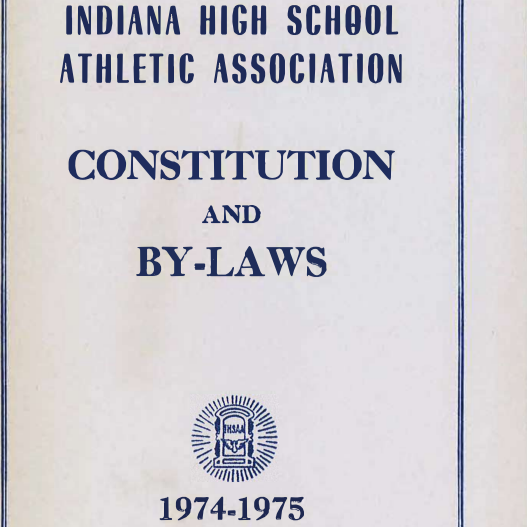 INDIANA HIGH SCHOOL
ATHLETIC ASSOCIATION
CONSTITUTION
AND
BY-LAWS
IHSAA
1974-1975